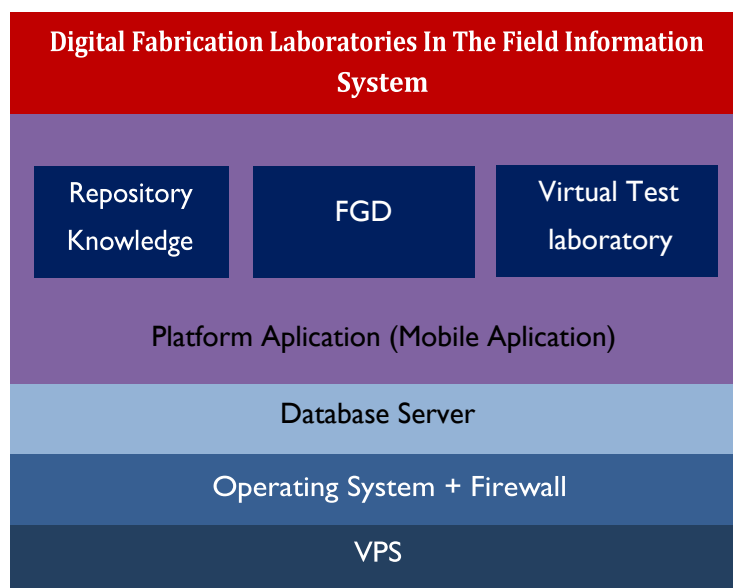 Digital Fabrication Laboratories In The Field Information
System
Repository
Knowledge
FGD
Virtual Test
laboratory
Platform Aplication (Mobile Aplication)
Database Server
Operating System + Firewall
VPS